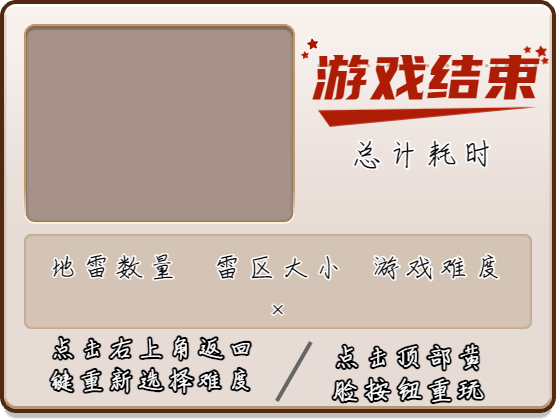 游戏结束
总计耗时
地雷数量 雷区大小 游戏难度
×
点击右上角返回
键重新选择难度
点击顶部黄
脸按钮重玩